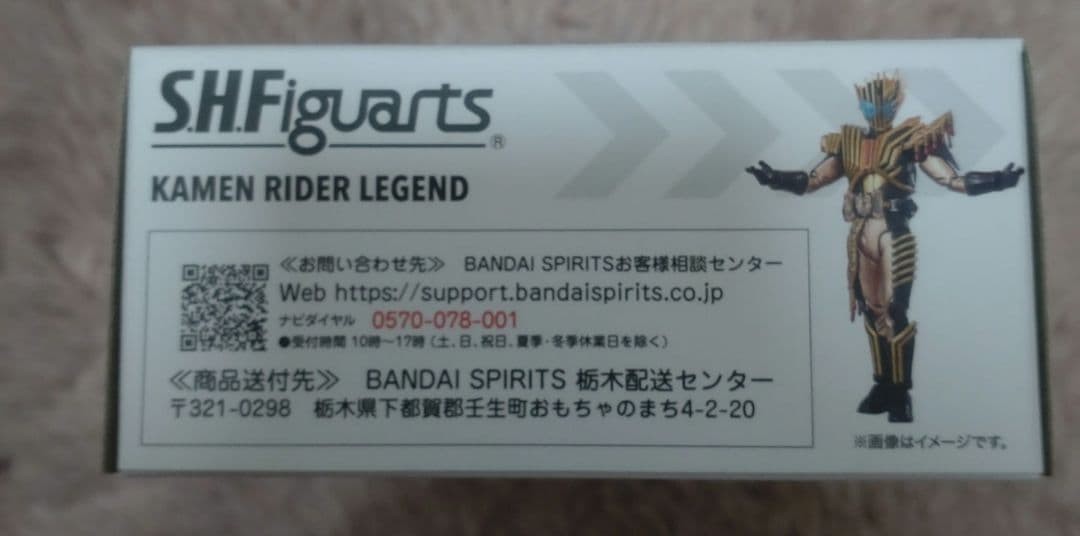 S.H.Figuarts®
KAMEN RIDER LEGEND
≪お問い合わせ先≫ BANDAI SPIRITSお客様相談センター
Web https://support.bandaispirits.co.jp
ナビダイヤル 0570-078-001
●受付時間 10時~17時 (土、日、祝日、夏季・冬季休業日を除く)
≪商品送付先≫ BANDAI SPIRITS 栃木配送センター
〒321-0298 栃木県下都賀郡壬生町おもちゃのまち4-2-20
※画像はイメージです。